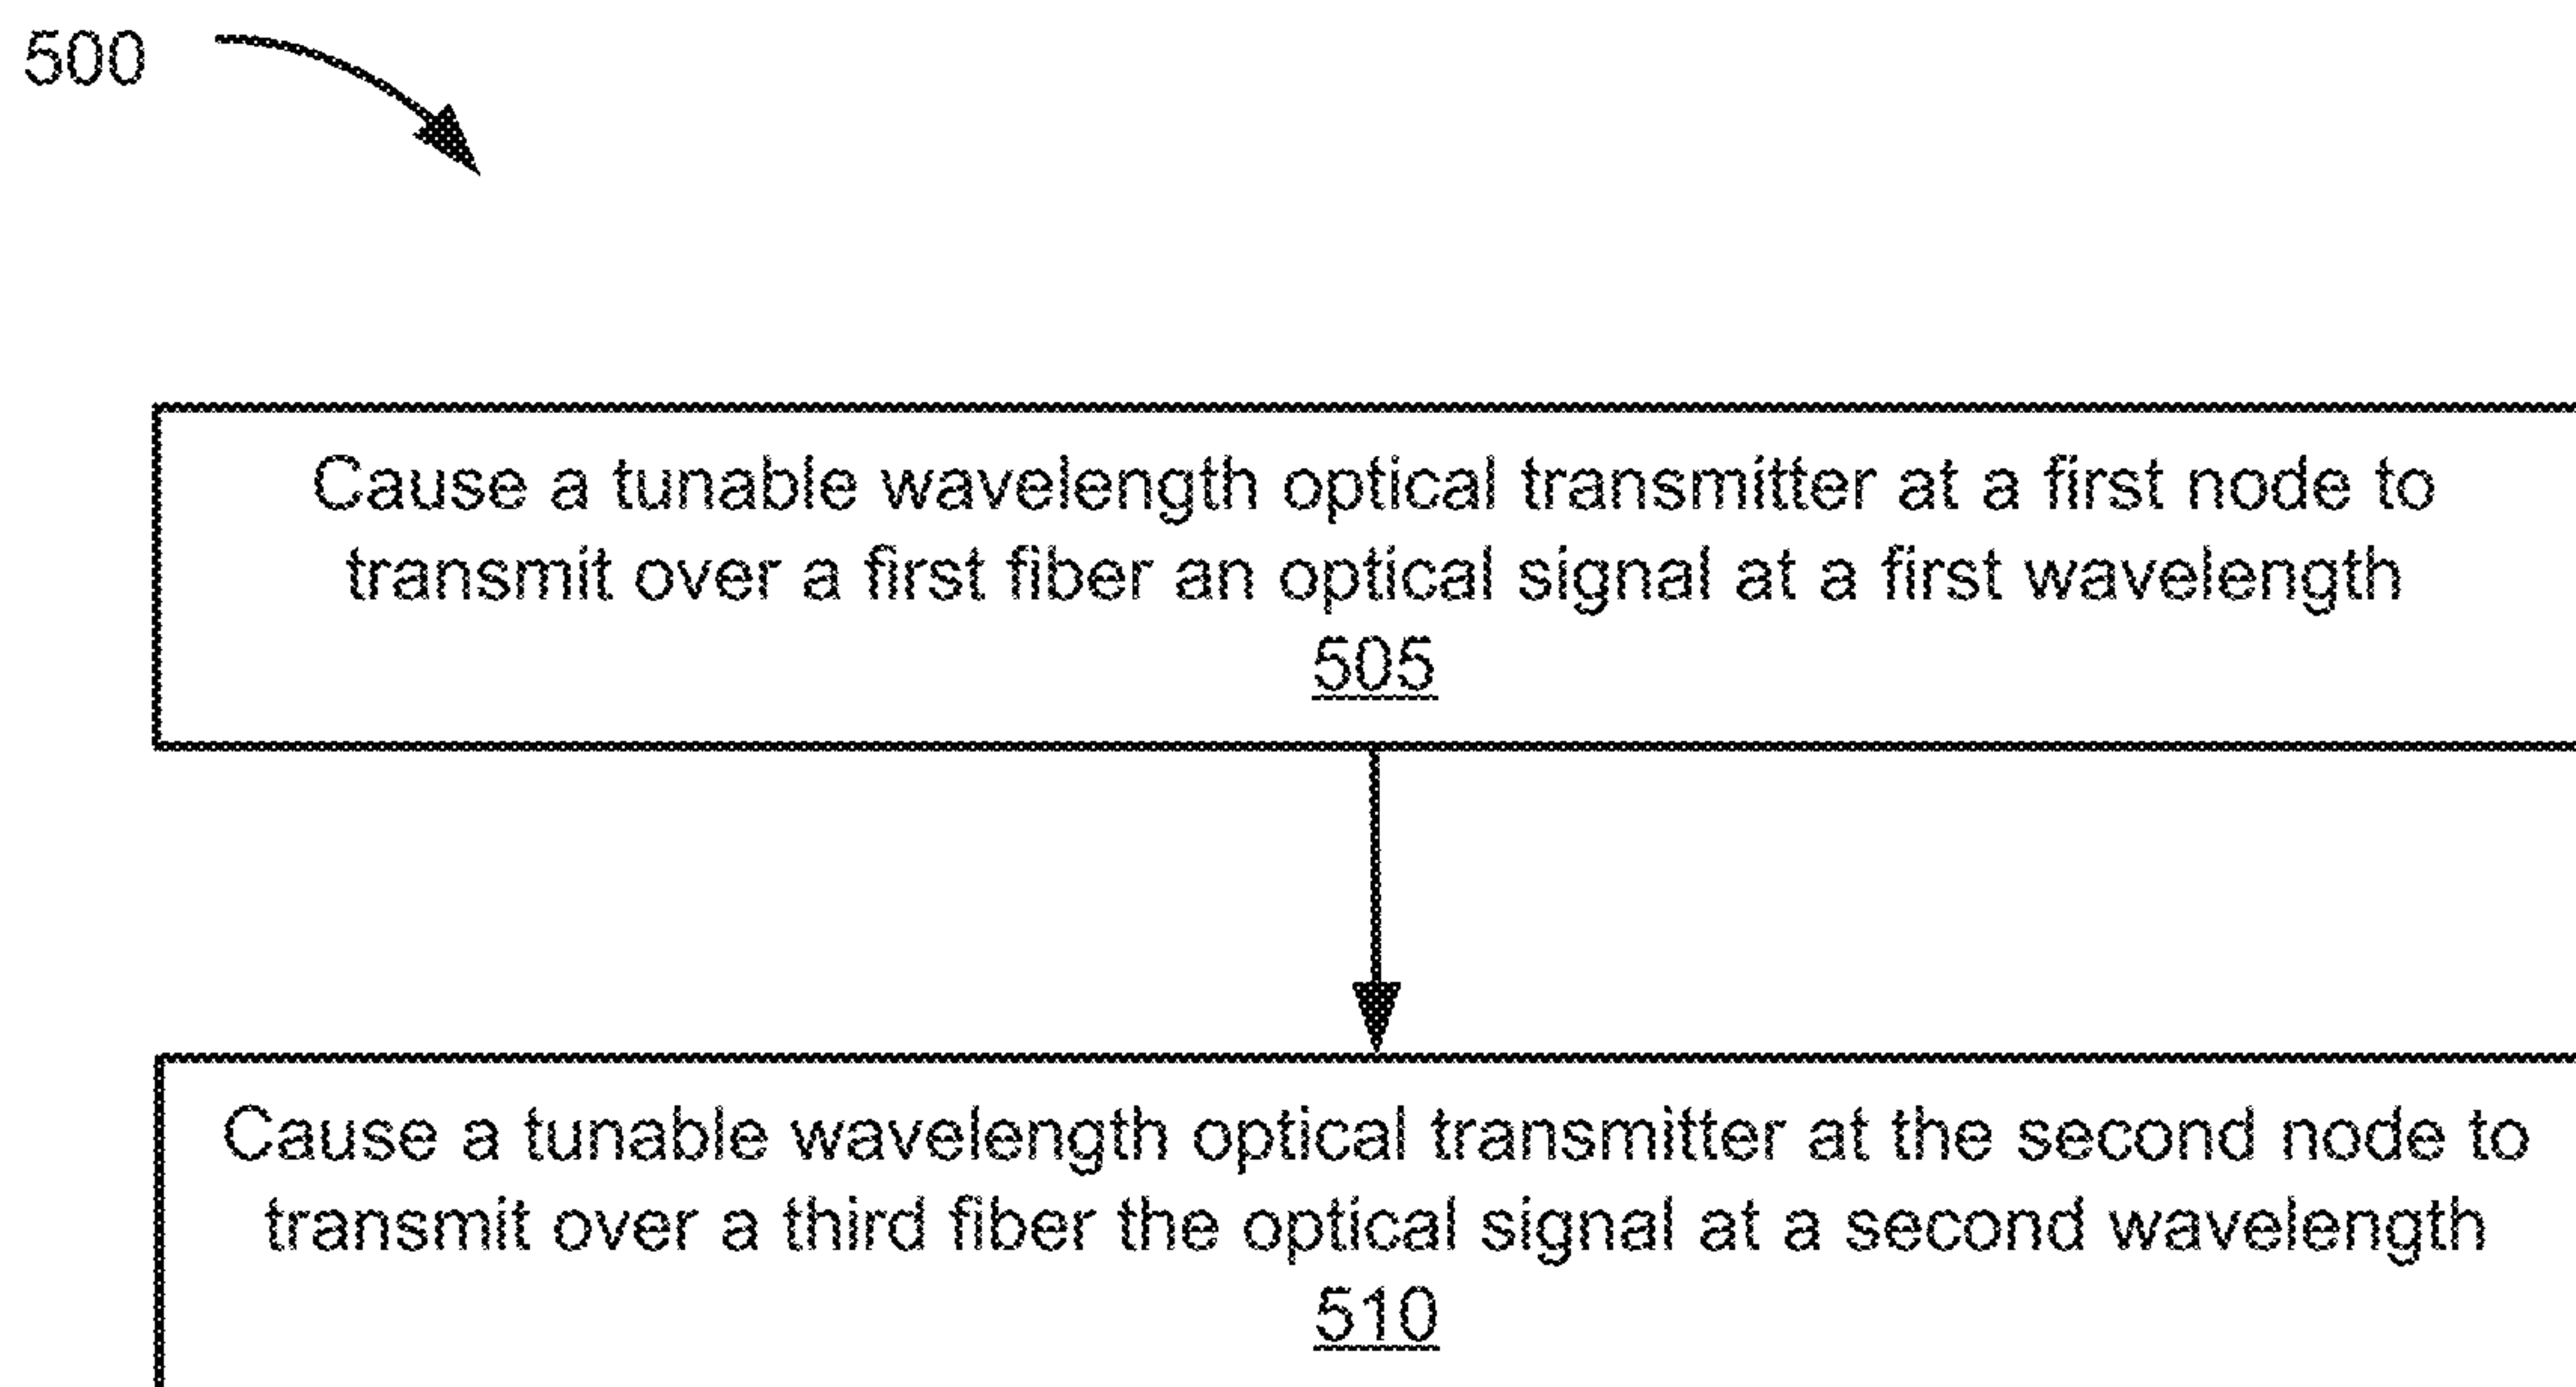 500
Cause a tunable wavelength optical transmitter at a first node to
transmit over a first fiber an optical signal at a first wavelength
505
Cause a tunable wavelength optical transmitter at the second node to
transmit over a third fiber the optical signal at a second wavelength
510